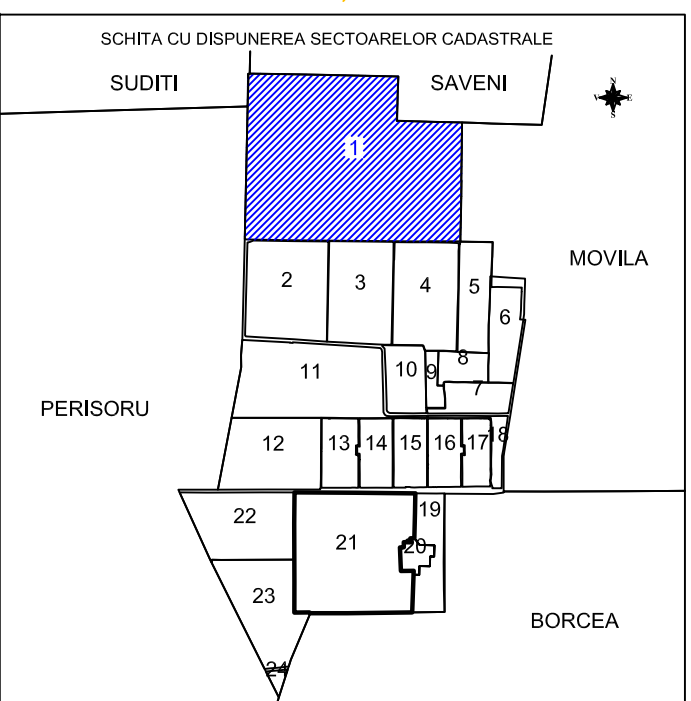 SCHITA CU DISPUNEREA SECTOARELOR CADASTRALE
SUDITI
SAVENI
N
V E
S
1
MOVILA
2 3 4 5
6
8
11 10 9
7
PERISORU
12 13 14 15 16 17 18
22 19
21 20
23
BORCEA
24